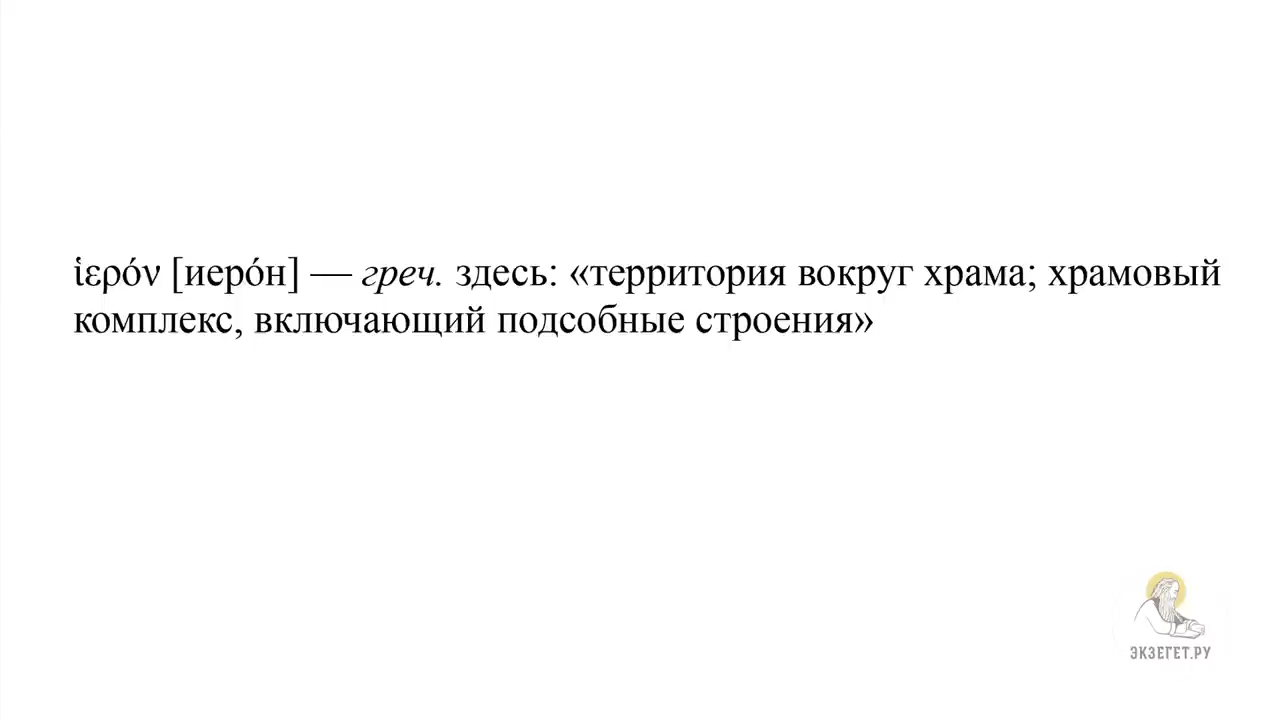 ἱερόν [иерóн] — греч. здесь: «территория вокруг храма; храмовый
комплекс, включающий подсобные строения»
ЭКЗЕГЕТ.РУ